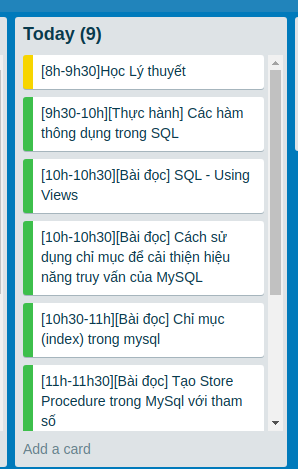 Today (9)
[8h-9h30]Học Lý thuyết
[9h30-10h][Thực hành] Các hàm
thông dụng trong SQL
[10h-10h30][Bài đọc] SQL - Using
Views
[10h-10h30][Bài đọc] Cách sử
dụng chỉ mục để cải thiện hiệu
năng truy vấn của MySQL
[10h30-11h][Bài đọc] Chỉ mục
(index) trong mysql
[11h-11h30][Bài đọc] Tạo Store
Procedure trong MySql với tham
số
Add a card